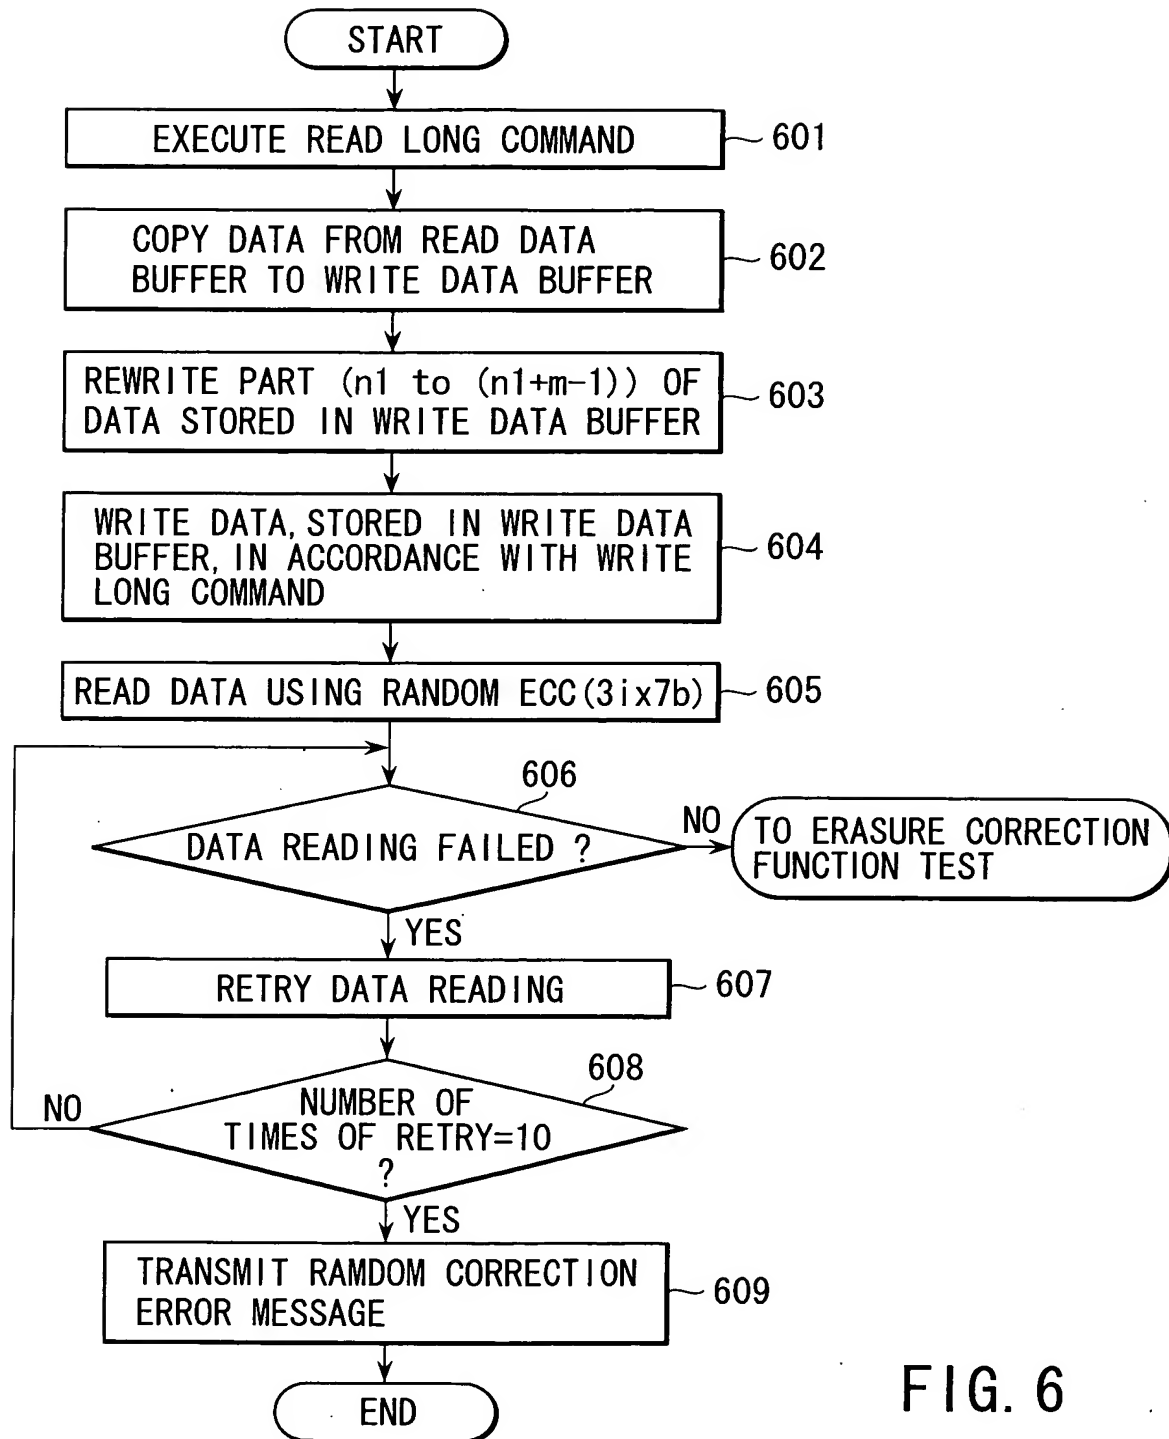 START
EXECUTE READ LONG COMMAND
601
COPY DATA FROM READ DATA
BUFFER TO WRITE DATA BUFFER
602
REWRITE PART (n1 to (n1+m-1)) OF
DATA STORED IN WRITE DATA BUFFER
603
WRITE DATA, STORED IN WRITE DATA
BUFFER, IN ACCORDANCE WITH WRITE
LONG COMMAND
604
READ DATA USING RANDOM ECC(3ix7b)
605
606
DATA READING FAILED ?
NO
TO ERASURE CORRECTION
FUNCTION TEST
YES
RETRY DATA READING
607
608
NUMBER OF
TIMES OF RETRY=10
?
NO
YES
TRANSMIT RAMDOM CORRECTION
ERROR MESSAGE
609
END
FIG. 6